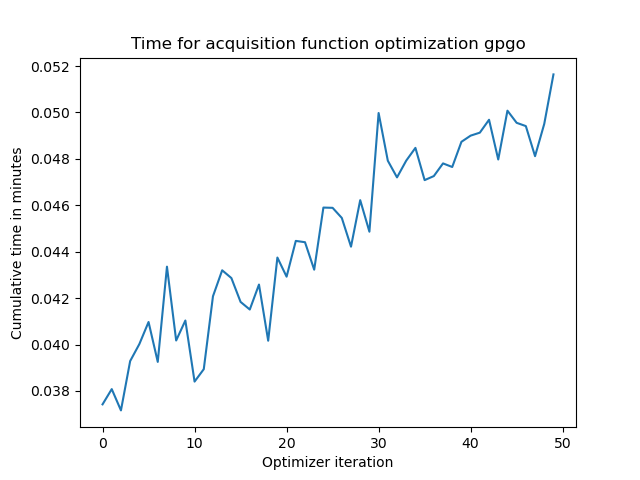 Time for acquisition function optimization gpgo
0.052
0.050
0.048
0.046
0.044
0.042
0.040
0.038
Cumulative time in minutes
0 10 20 30 40 50
Optimizer iteration